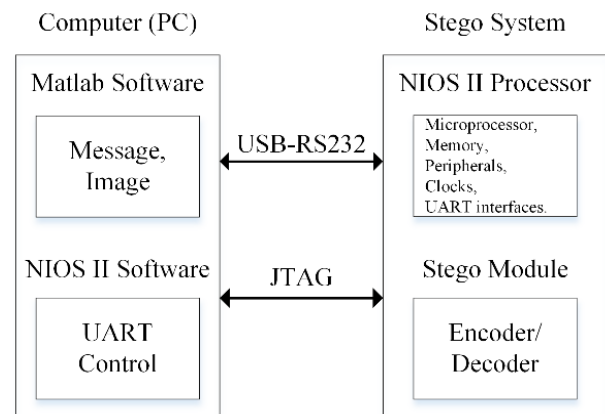 Computer (PC)
Stego System
Matlab Software
Message,
Image
NIOS II Software
UART
Control
USB-RS232
JTAG
NIOS II Processor
Microprocessor,
Memory,
Peripherals,
Clocks,
UART interfaces.
Stego Module
Encoder/
Decoder